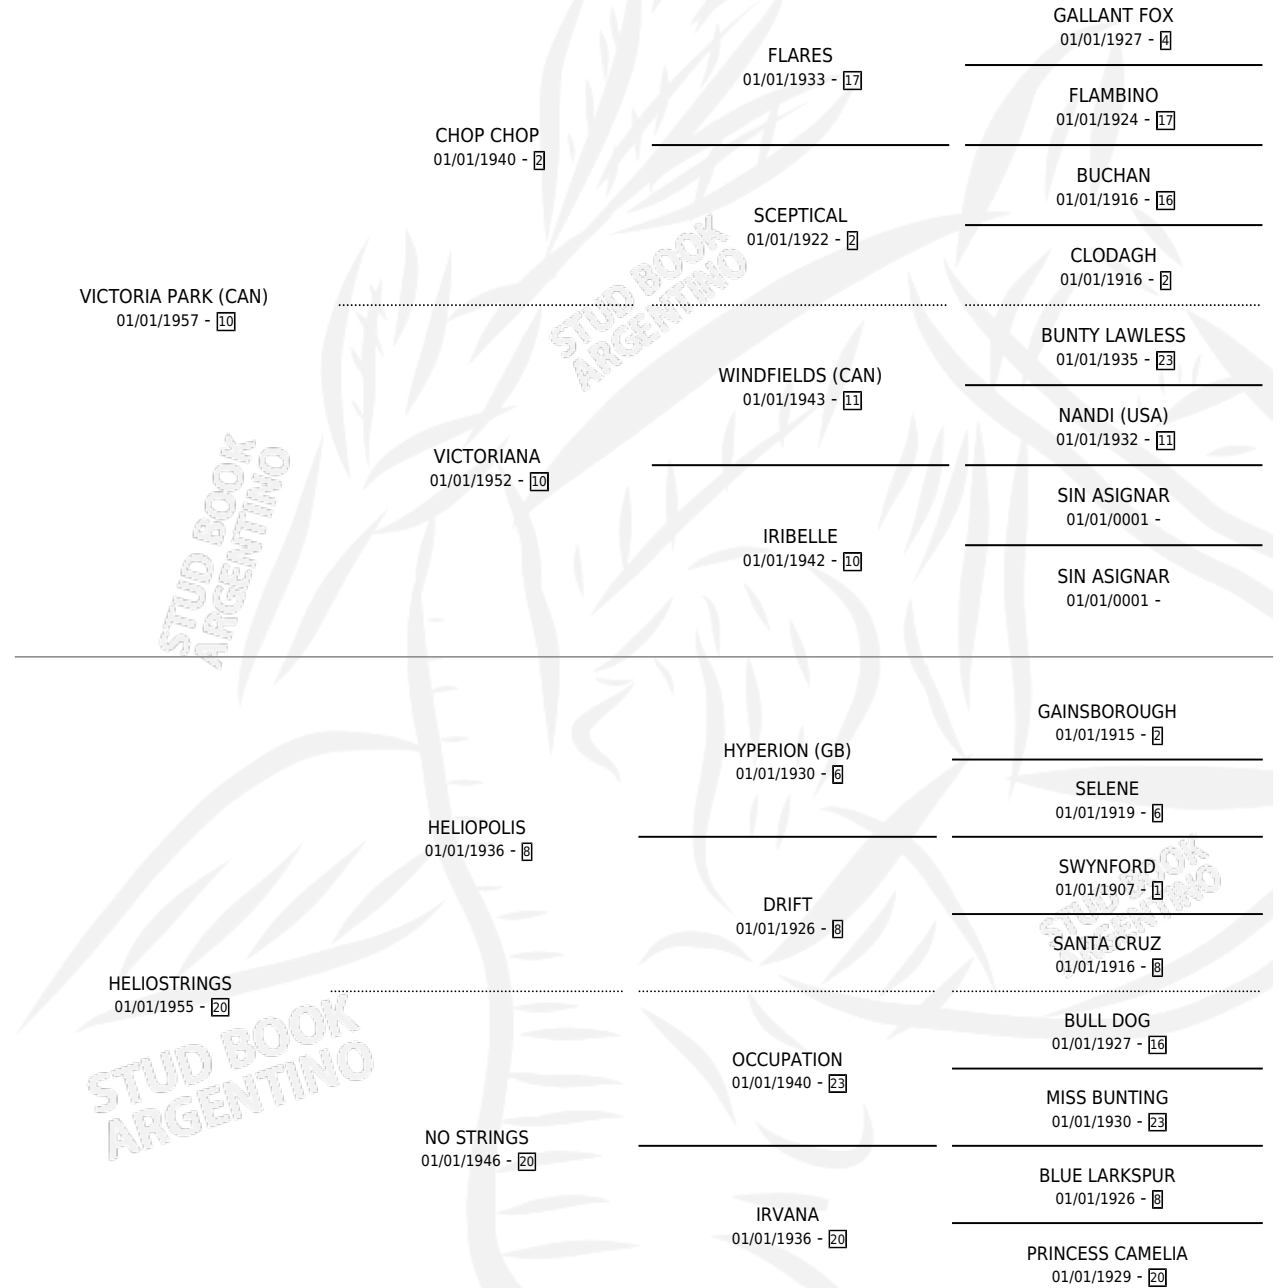 GALLANT FOX
01/01/1927 - 4
FLARES
01/01/1933 - 17
FLAMBINO
01/01/1924 - 17
CHOP CHOP
01/01/1940 - 2
BUCHAN
01/01/1916 - 16
SCEPTICAL
01/01/1922 - 2
CLODAGH
01/01/1916 - 2
VICTORIA PARK (CAN)
01/01/1957 - 10
BUNTY LAWLESS
01/01/1935 - 23
WINDFIELDS (CAN)
01/01/1943 - 11
NANDI (USA)
01/01/1932 - 11
VICTORIANA
01/01/1952 - 10
SIN ASIGNAR
01/01/0001 -
IRIBELLE
01/01/1942 - 10
SIN ASIGNAR
01/01/0001 -
GAINSBOROUGH
01/01/1915 - 2
HYPERION (GB)
01/01/1930 - 6
SELENE
01/01/1919 - 6
HELIOPOLIS
01/01/1936 - 8
SWYNFORD
01/01/1907 - 1
DRIFT
01/01/1926 - 8
SANTA CRUZ
01/01/1916 - 8
HELIOSTRINGS
01/01/1955 - 20
BULL DOG
01/01/1927 - 16
OCCUPATION
01/01/1940 - 23
MISS BUNTING
01/01/1930 - 23
NO STRINGS
01/01/1946 - 20
BLUE LARKSPUR
01/01/1926 - 8
IRVANA
01/01/1936 - 20
PRINCESS CAMELIA
01/01/1929 - 20
STUD BOOK
ARGENTINO
STUD BOOK
ARGENTINO
STUD BOOK
ARGENTINO
STUD BOOK
ARGENTINO